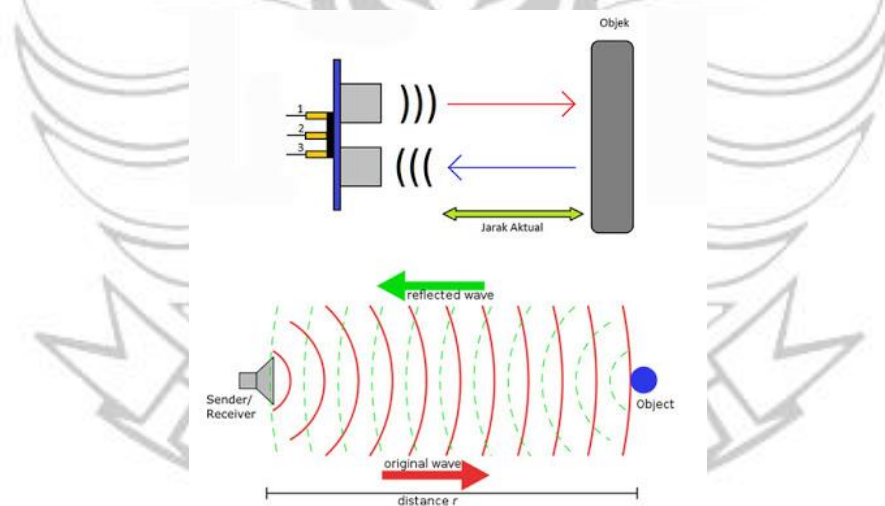 Objek
1
2
3
Jarak Aktual
reflected wave
Sender/
Receiver
Object
original wave
distance r